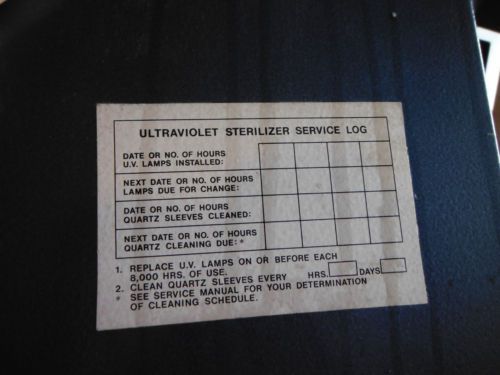 ULTRAVIOLET STERILIZER SERVICE LOG
DATE OR NO. OF HOURS
U.V. LAMPS INSTALLED:
NEXT DATE OR NO. OF HOURS
LAMPS DUE FOR CHANGE:
DATE OR NO. OF HOURS
QUARTZ SLEEVES CLEANED:
NEXT DATE OR NO. OF HOURS
QUARTZ CLEANING DUE: *
1. REPLACE U.V. LAMPS ON OR BEFORE EACH
8,000 HRS. OF USE.
2. CLEAN QUARTZ SLEEVES EVERY HRS. DAYS
* SEE SERVICE MANUAL FOR YOUR DETERMINATION
OF CLEANING SCHEDULE.